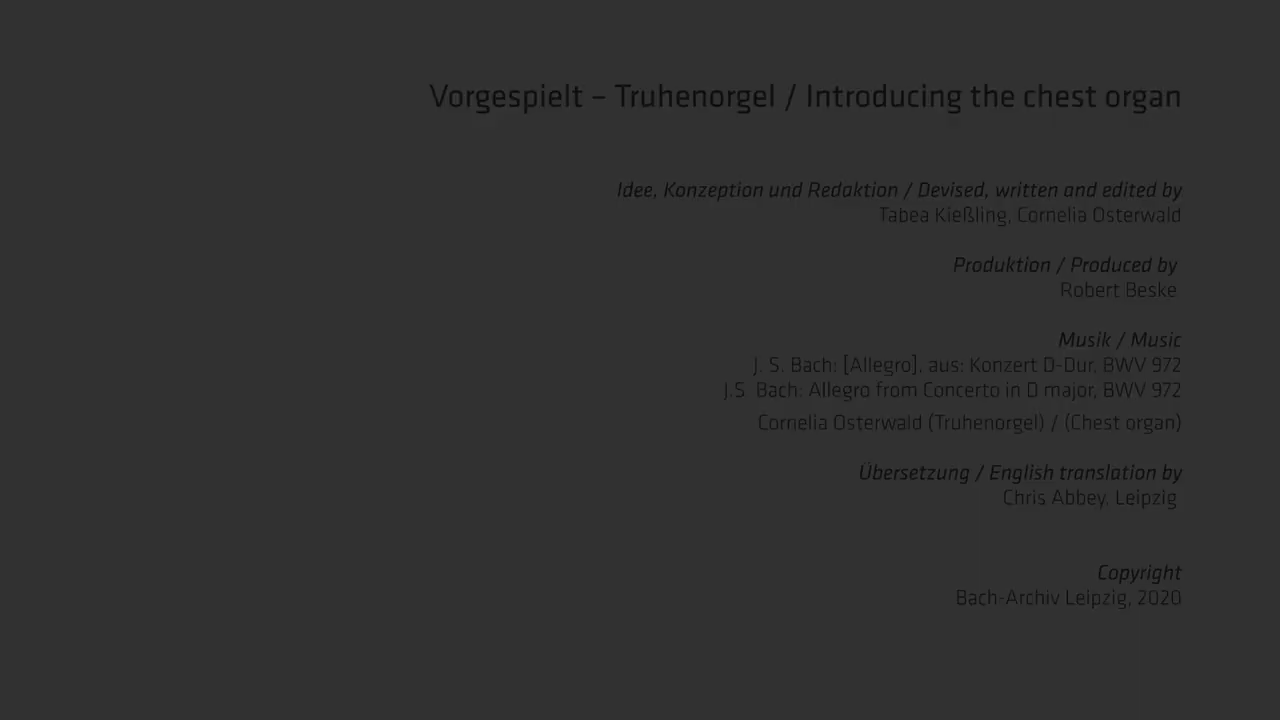 Vorgespielt – Truhenorgel / Introducing the chest organ
Idee, Konzeption und Redaktion / Devised, written and edited by
Tabea Kießling, Cornelia Osterwald
Produktion / Produced by
Robert Beske
Musik / Music
J. S. Bach: [Allegro], aus: Konzert D-Dur, BWV 972
J.S. Bach: Allegro from Concerto in D major, BWV 972
Cornelia Osterwald (Truhenorgel) / (Chest organ)
Übersetzung / English translation by
Chris Abbey, Leipzig
Copyright
Bach-Archiv Leipzig, 2020